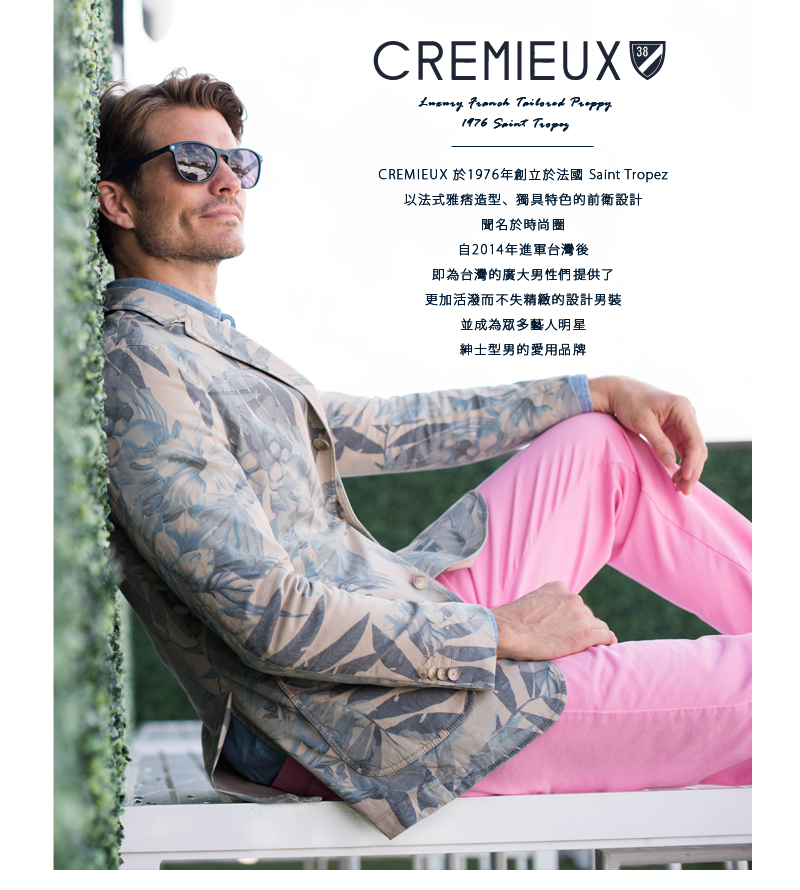 CREMIEUX 38
Luxury French Tailored Preppy
1976 Saint Tropez
CREMIEUX 於1976年創立於法國 Saint Tropez
以法式雅痞造型、獨具特色的前衛設計
聞名於時尚圈
自2014年進軍台灣後
即為台灣的廣大男性們提供了
更加活潑而不失精緻的設計男裝
並成為眾多藝人明星
紳士型男的愛用品牌